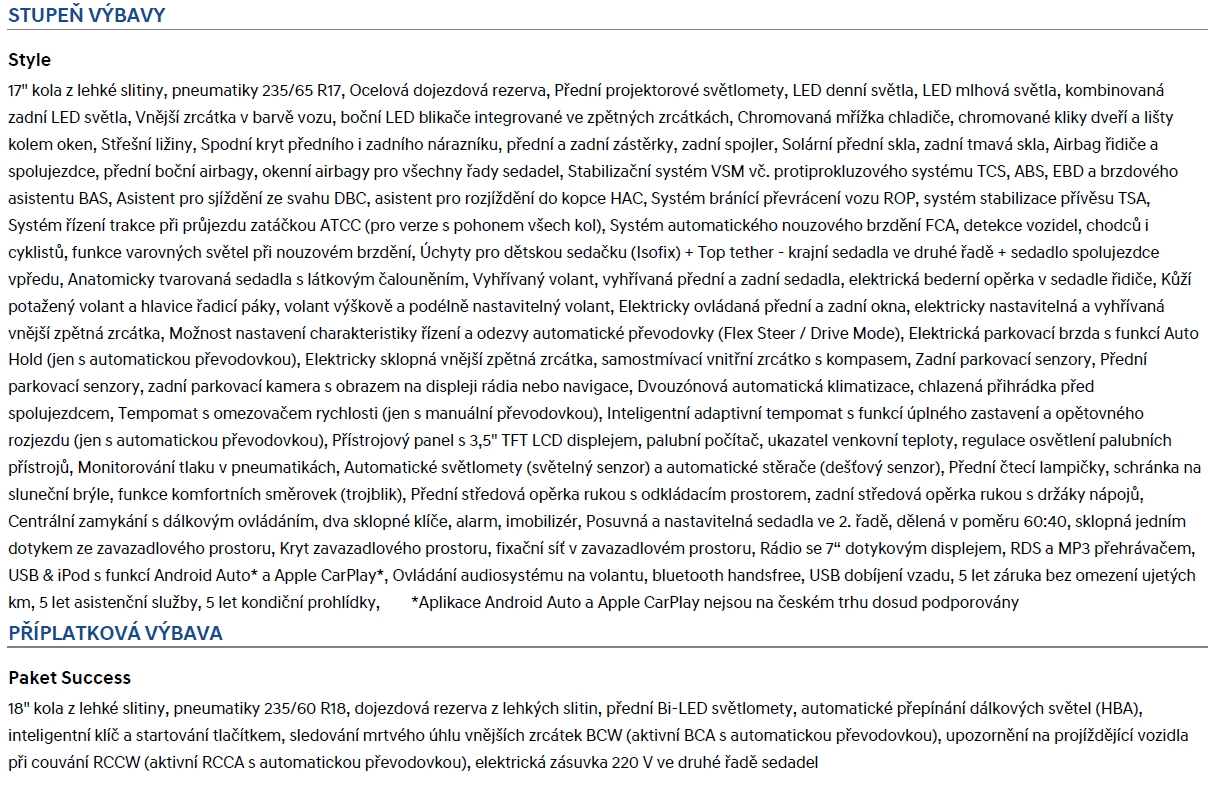 STUPEŇ VÝBAVY
Style
17" kola z lehké slitiny, pneumatiky 235/65 R17, Ocelová dojezdová rezerva, Přední projektorové světlomety, LED denní světla, LED mlhová světla, kombinovaná
zadní LED světla, Vnější zrcátka v barvě vozu, boční LED blikače integrované ve zpětných zrcátkách, Chromovaná mřížka chladiče, chromované kliky dveří a lišty
kolem oken, Střešní ližiny, Spodní kryt předního i zadního nárazníku, přední a zadní zástěrky, zadní spojler, Solární přední skla, zadní tmavá skla, Airbag řidiče a
spolujezdce, přední boční airbagy, okenní airbagy pro všechny řady sedadel, Stabilizační systém VSM vč. protiprokluzového systému TCS, ABS, EBD a brzdového
asistentu BAS, Asistent pro sjíždění ze svahu DBC, asistent pro rozjíždění do kopce HAC, Systém bránící převrácení vozu ROP, systém stabilizace přívěsu TSA,
Systém řízení trakce při průjezdu zatáčkou ATCC (pro verze s pohonem všech kol), Systém automatického nouzového brzdění FCA, detekce vozidel, chodců i
cyklistů, funkce varovných světel při nouzovém brzdění, Úchyty pro dětskou sedačku (Isofix) + Top tether - krajní sedadla ve druhé řadě + sedadlo spolujezdce
vpředu, Anatomicky tvarovaná sedadla s látkovým čalouněním, Vyhřívaný volant, vyhřívaná přední a zadní sedadla, elektrická bederní opěrka v sedadle řidiče, Kůží
potažený volant a hlavice řadicí páky, volant výškově a podélně nastavitelný volant, Elektricky ovládaná přední a zadní okna, elektricky nastavitelná a vyhřívaná
vnější zpětná zrcátka, Možnost nastavení charakteristiky řízení a odezvy automatické převodovky (Flex Steer / Drive Mode), Elektrická parkovací brzda s funkcí Auto
Hold (jen s automatickou převodovkou), Elektricky sklopná vnější zpětná zrcátka, samostmívací vnitřní zrcátko s kompasem, Zadní parkovací senzory, Přední
parkovací senzory, zadní parkovací kamera s obrazem na displeji rádia nebo navigace, Dvouzónová automatická klimatizace, chlazená přihrádka před
spolujezdcem, Tempomat s omezovačem rychlosti (jen s manuální převodovkou), Inteligentní adaptivní tempomat s funkcí úplného zastavení a opětovného
rozjezdu (jen s automatickou převodovkou), Přístrojový panel s 3,5" TFT LCD displejem, palubní počítač, ukazatel venkovní teploty, regulace osvětlení palubních
přístrojů, Monitorování tlaku v pneumatikách, Automatické světlomety (světelný senzor) a automatické stěrače (dešťový senzor), Přední čtecí lampičky, schránka na
sluneční brýle, funkce komfortních směrovek (trojblik), Přední středová opěrka rukou s odkládacím prostorem, zadní středová opěrka rukou s držáky nápojů,
Centrální zamykání s dálkovým ovládáním, dva sklopné klíče, alarm, imobilizér, Posuvná a nastavitelná sedadla ve 2. řadě, dělená v poměru 60:40, sklopná jedním
dotykem ze zavazadlového prostoru, Kryt zavazadlového prostoru, fixační síť v zavazadlovém prostoru, Rádio se 7“ dotykovým displejem, RDS a MP3 přehrávačem,
USB & iPod s funkcí Android Auto* a Apple CarPlay*, Ovládání audiosystému na volantu, bluetooth handsfree, USB dobíjení vzadu, 5 let záruka bez omezení ujetých
km, 5 let asistenční služby, 5 let kondiční prohlídky, *Aplikace Android Auto a Apple CarPlay nejsou na českém trhu dosud podporovány
PŘÍPLATKOVÁ VÝBAVA
Paket Success
18" kola z lehké slitiny, pneumatiky 235/60 R18, dojezdová rezerva z lehkých slitin, přední Bi-LED světlomety, automatické přepínání dálkových světel (HBA),
inteligentní klíč a startování tlačítkem, sledování mrtvého úhlu vnějších zrcátek BCW (aktivní BCA s automatickou převodovkou), upozornění na projíždějící vozidla
při couvání RCCW (aktivní RCCA s automatickou převodovkou), elektrická zásuvka 220 V ve druhé řadě sedadel